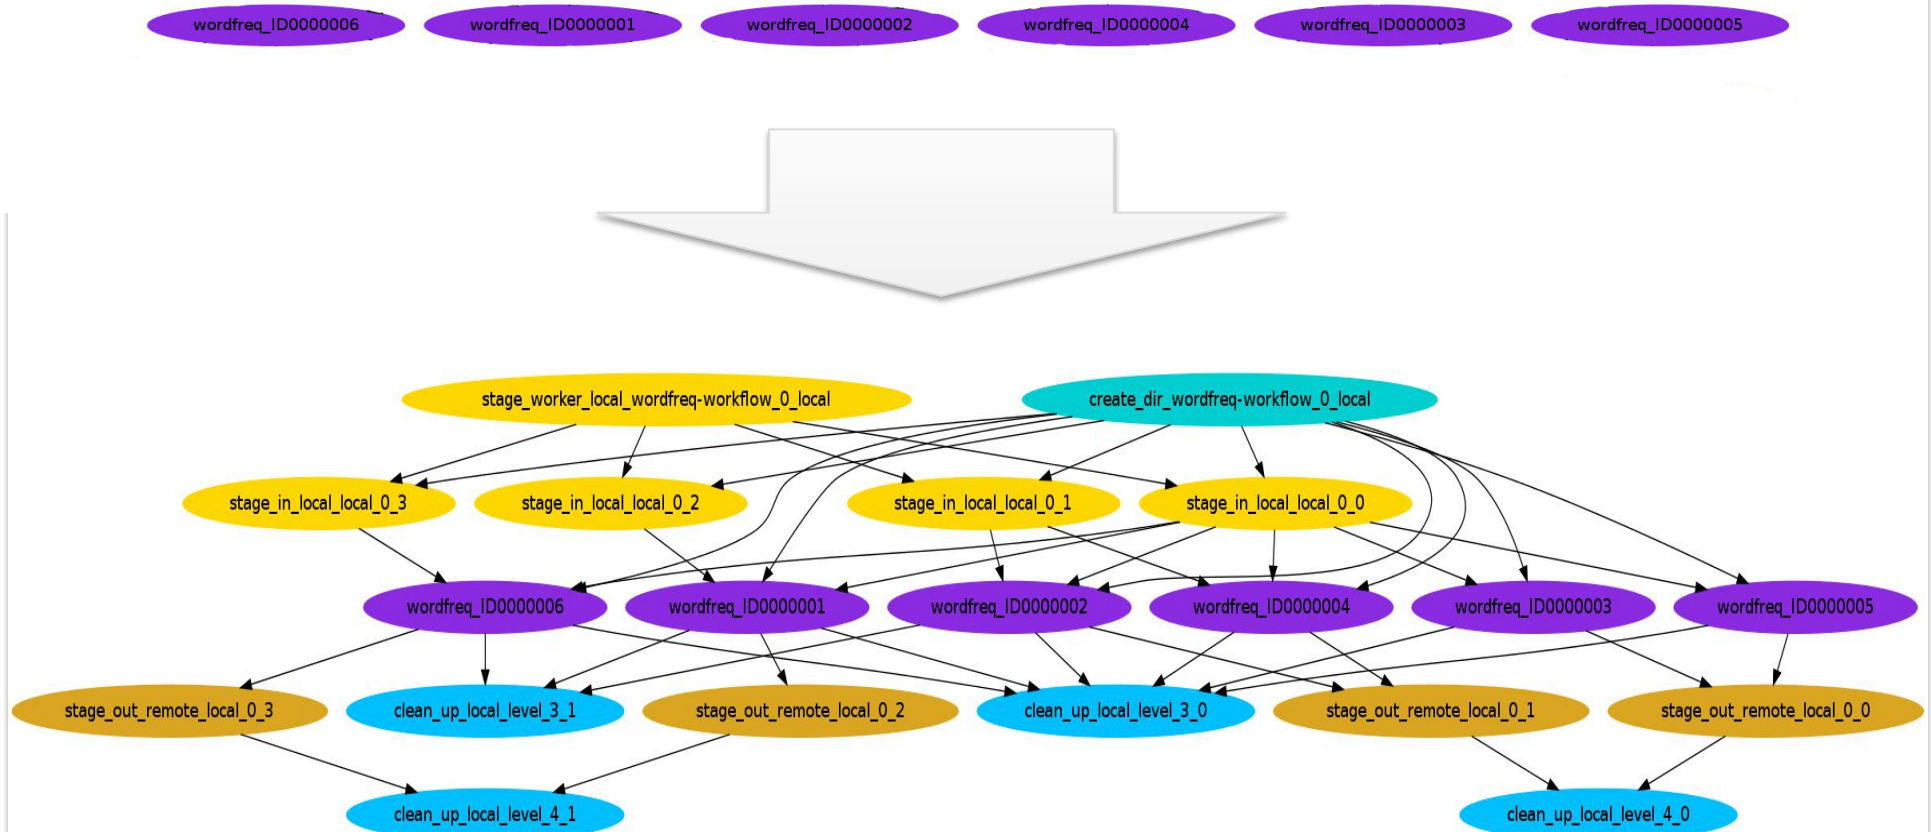 wordfreq_ID0000006
wordfreq_ID0000001
wordfreq_ID0000002
wordfreq_ID0000004
wordfreq_ID0000003
wordfreq_ID0000005
stage_worker_local_wordfreq-workflow_0_local
create_dir_wordfreq-workflow_0_local
stage_in_local_local_0_3
stage_in_local_local_0_2
stage_in_local_local_0_1
stage_in_local_local_0_0
wordfreq_ID0000006
wordfreq_ID0000001
wordfreq_ID0000002
wordfreq_ID0000004
wordfreq_ID0000003
wordfreq_ID0000005
stage_out_remote_local_0_3
clean_up_local_level_3_1
stage_out_remote_local_0_2
clean_up_local_level_3_0
stage_out_remote_local_0_1
stage_out_remote_local_0_0
clean_up_local_level_4_1
clean_up_local_level_4_0